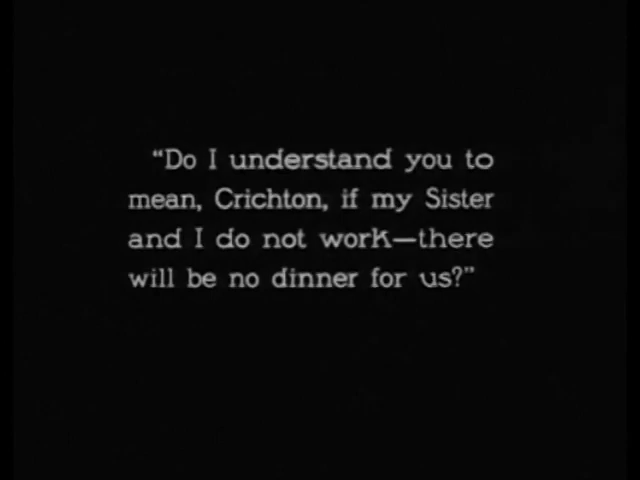 “Do I understand you to
mean, Crichton, if my Sister
and I do not work—there
will be no dinner for us?”